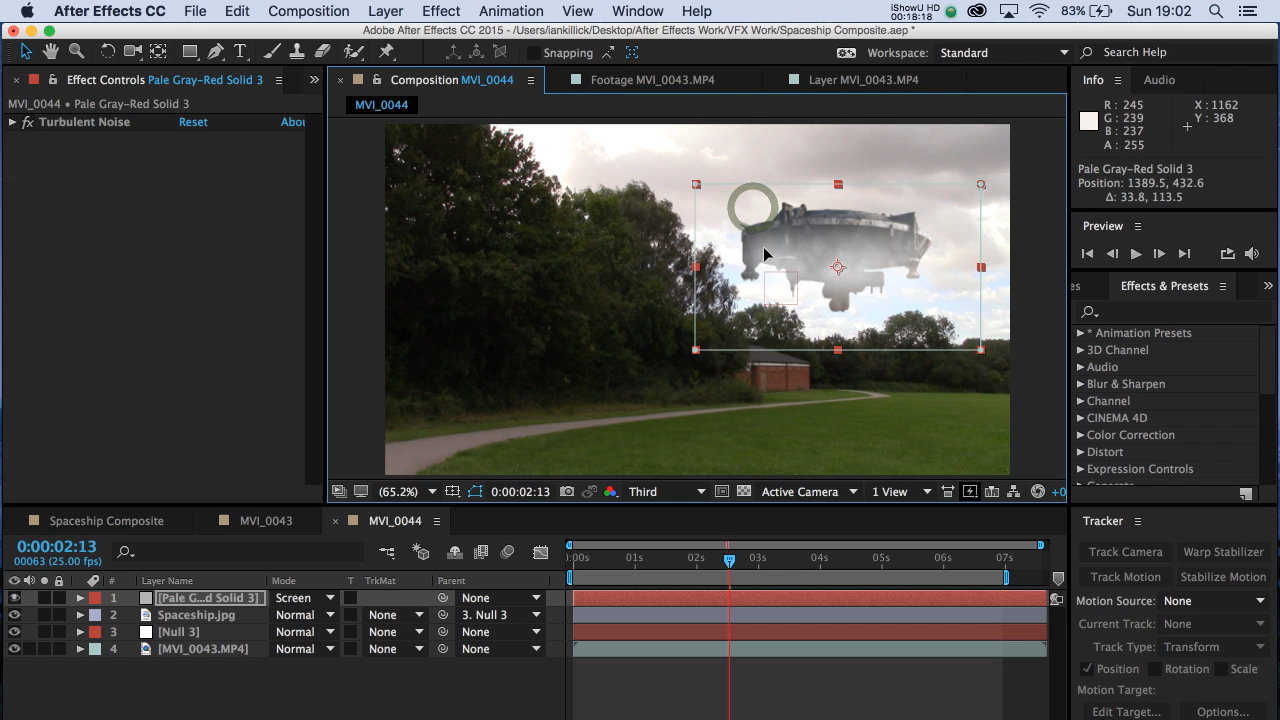 After Effects CC File Edit Composition Layer Effect Animation View Window Help iShowU HD 00:18:18 83% Sun 19:02
Adobe After Effects CC 2015 - /Users/iankillick/Desktop/After Effects Work/VFX Work/Spaceship Composite.aep *
Snapping Workspace: Standard Search Help
Effect Controls Pale Gray-Red Solid 3
Composition MVI_0044 Footage MVI_0043.MP4 Layer MVI_0043.MP4
Info Audio
MVI_0044 • Pale Gray-Red Solid 3
MVI_0044
fx Turbulent Noise Reset Abou
R : 245 X : 1162
G : 239 Y : 368
B : 237
A : 255
Pale Gray-Red Solid 3
Position: 1389.5, 432.6
Δ: 33.8, 113.5
Preview
es Effects & Presets
* Animation Presets
3D Channel
Audio
Blur & Sharpen
Channel
CINEMA 4D
Color Correction
Distort
Expression Controls
(65.2%) 0:00:02:13 Third Active Camera 1 View +0
Spaceship Composite MVI_0043 MVI_0044
Tracker
0:00:02:13
00063 (25.00 fps)
:00s 01s 02s 03s 04s 05s 06s 07s
Track Camera Warp Stabilizer
Track Motion Stabilize Motion
# Layer Name Mode T TrkMat Parent
1 [Pale G...d Solid 3] Screen None
2 Spaceship.jpg Normal None 3. Null 3
3 [Null 3] Normal None None
4 [MVI_0043.MP4] Normal None None
Motion Source: None
Current Track: None
Track Type: Transform
Position Rotation Scale
Motion Target:
Edit Target... Options...